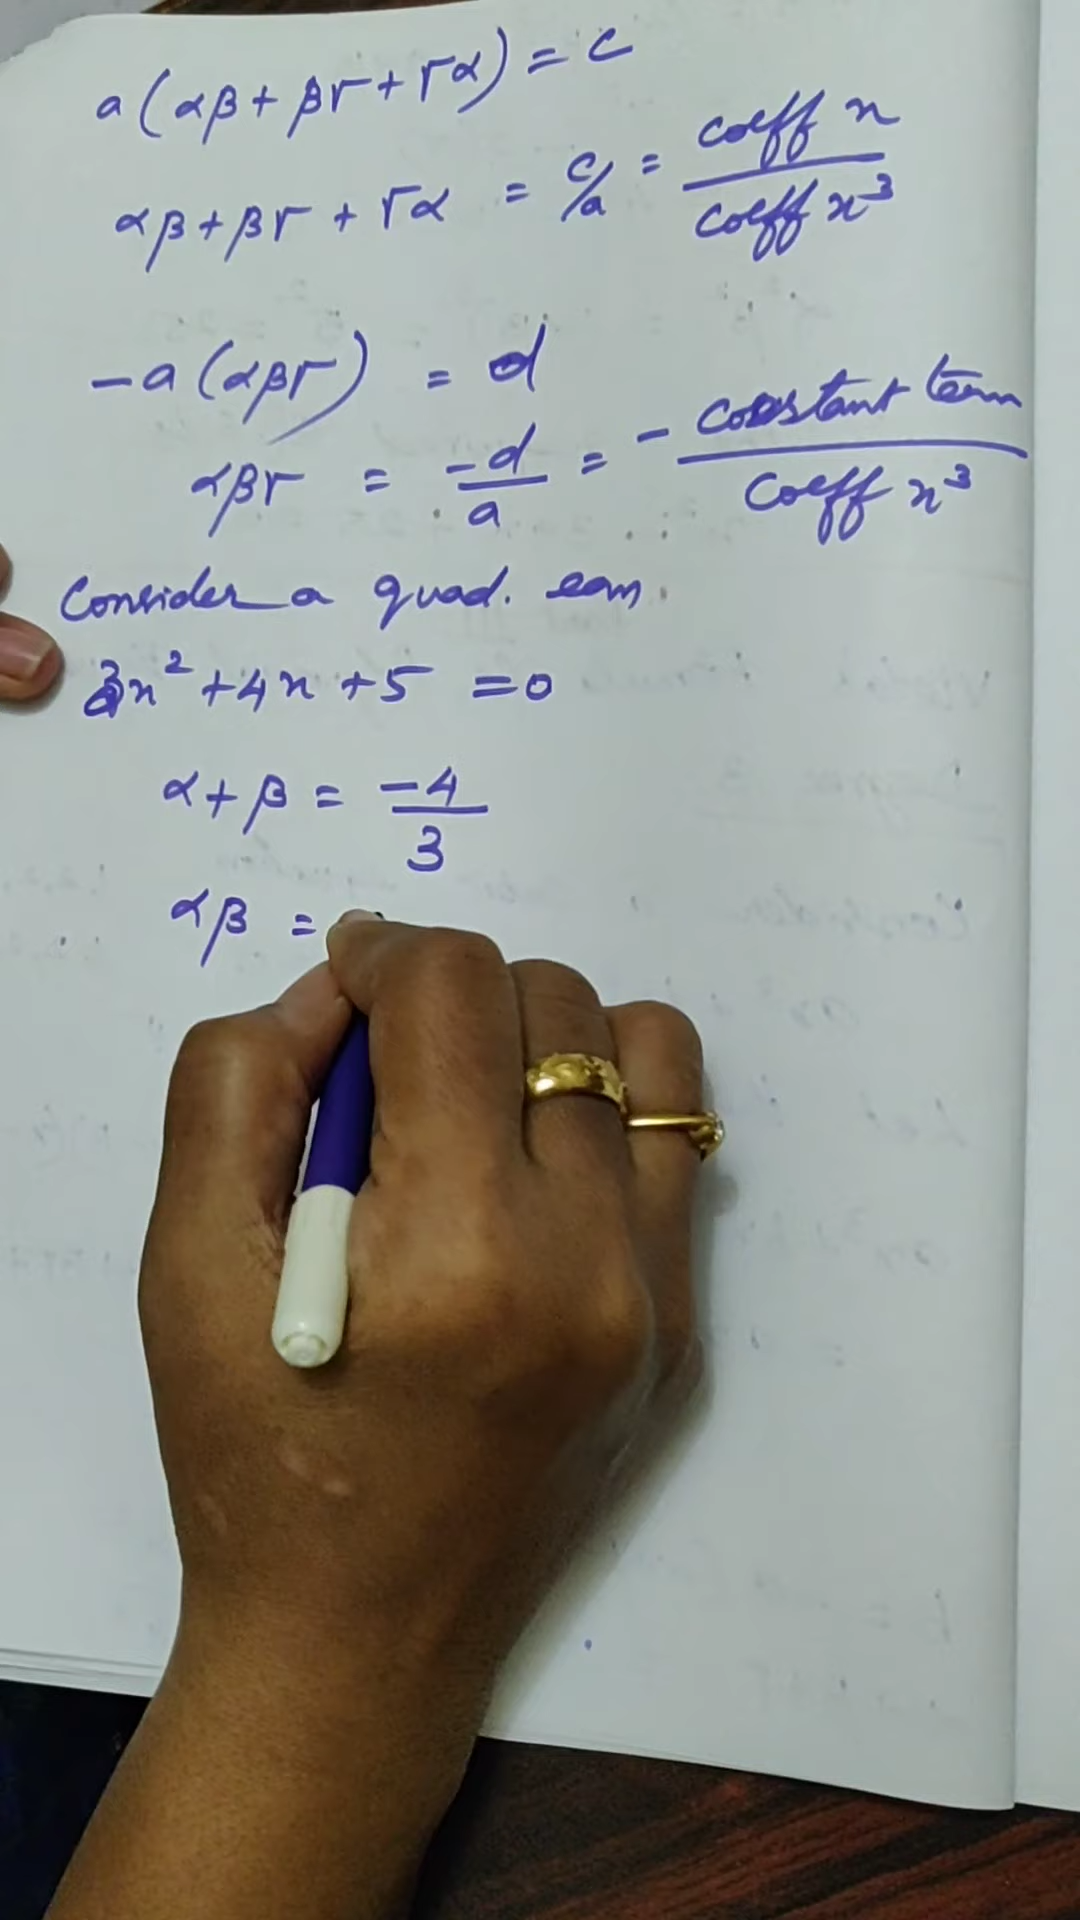 a(αβ + βγ + γα) = c
αβ + βγ + γα = c/a = coeff x / coeff x³
-a(αβγ) = d
αβγ = -d/a = - constant term / coeff x³
Consider a quad. eqn.
3x² + 4x + 5 = 0
α + β = -4/3
αβ =